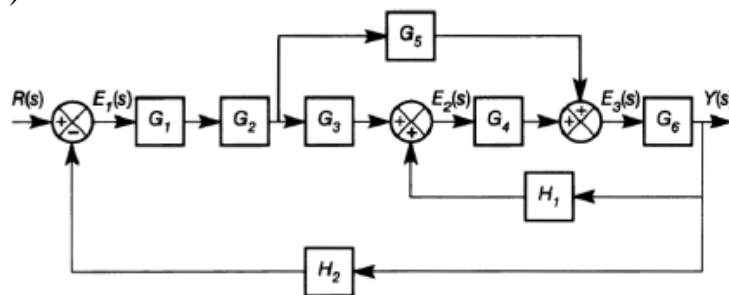 )
G₅
R(s) + − E₁(s) G₁ G₂ G₃ + + E₂(s) G₄ + + E₃(s) G₆ Y(s)
H₁
H₂